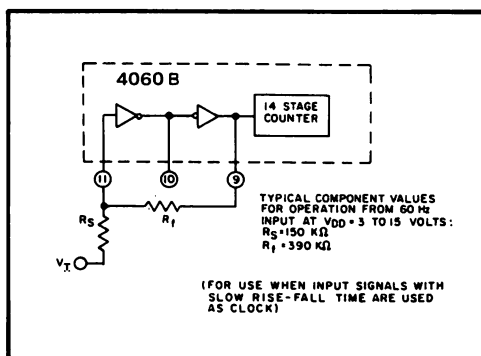 4060 B
14 STAGE
COUNTER
11
10
9
RS
Rf
VI
TYPICAL COMPONENT VALUES
FOR OPERATION FROM 60 Hz
INPUT AT VDD = 3 TO 15 VOLTS:
RS=150 KΩ
Rf=390 KΩ
(FOR USE WHEN INPUT SIGNALS WITH
SLOW RISE-FALL TIME ARE USED
AS CLOCK)